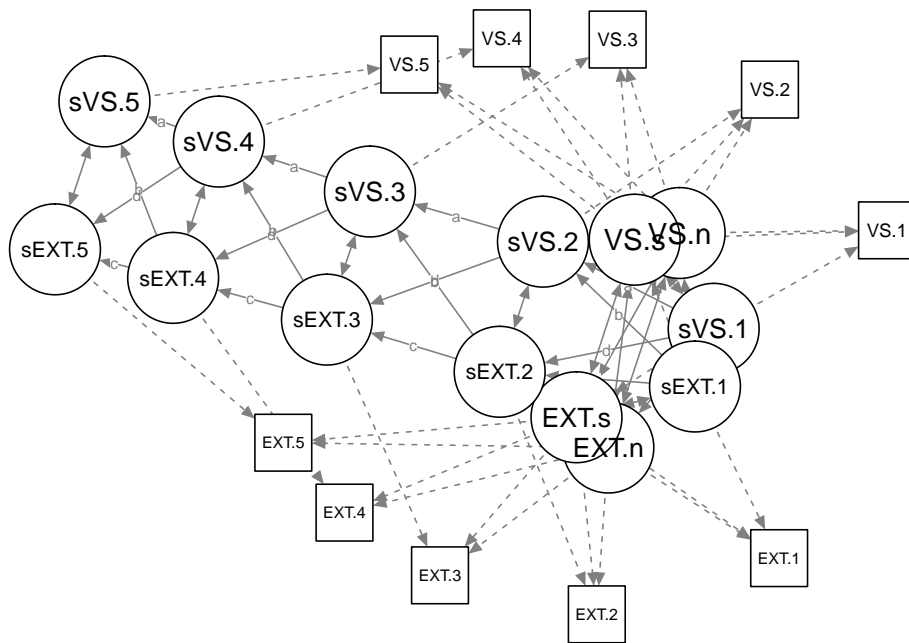 VS.4
VS.3
VS.5
VS.2
sVS.5
a
sVS.4
a
sVS.3
a
sVS.2
VS.s
VS.n
VS.1
sEXT.5
c
sEXT.4
c
sEXT.3
b
b
sVS.1
d
c
sEXT.2
sEXT.1
EXT.s
EXT.n
EXT.5
EXT.4
EXT.3
EXT.2
EXT.1